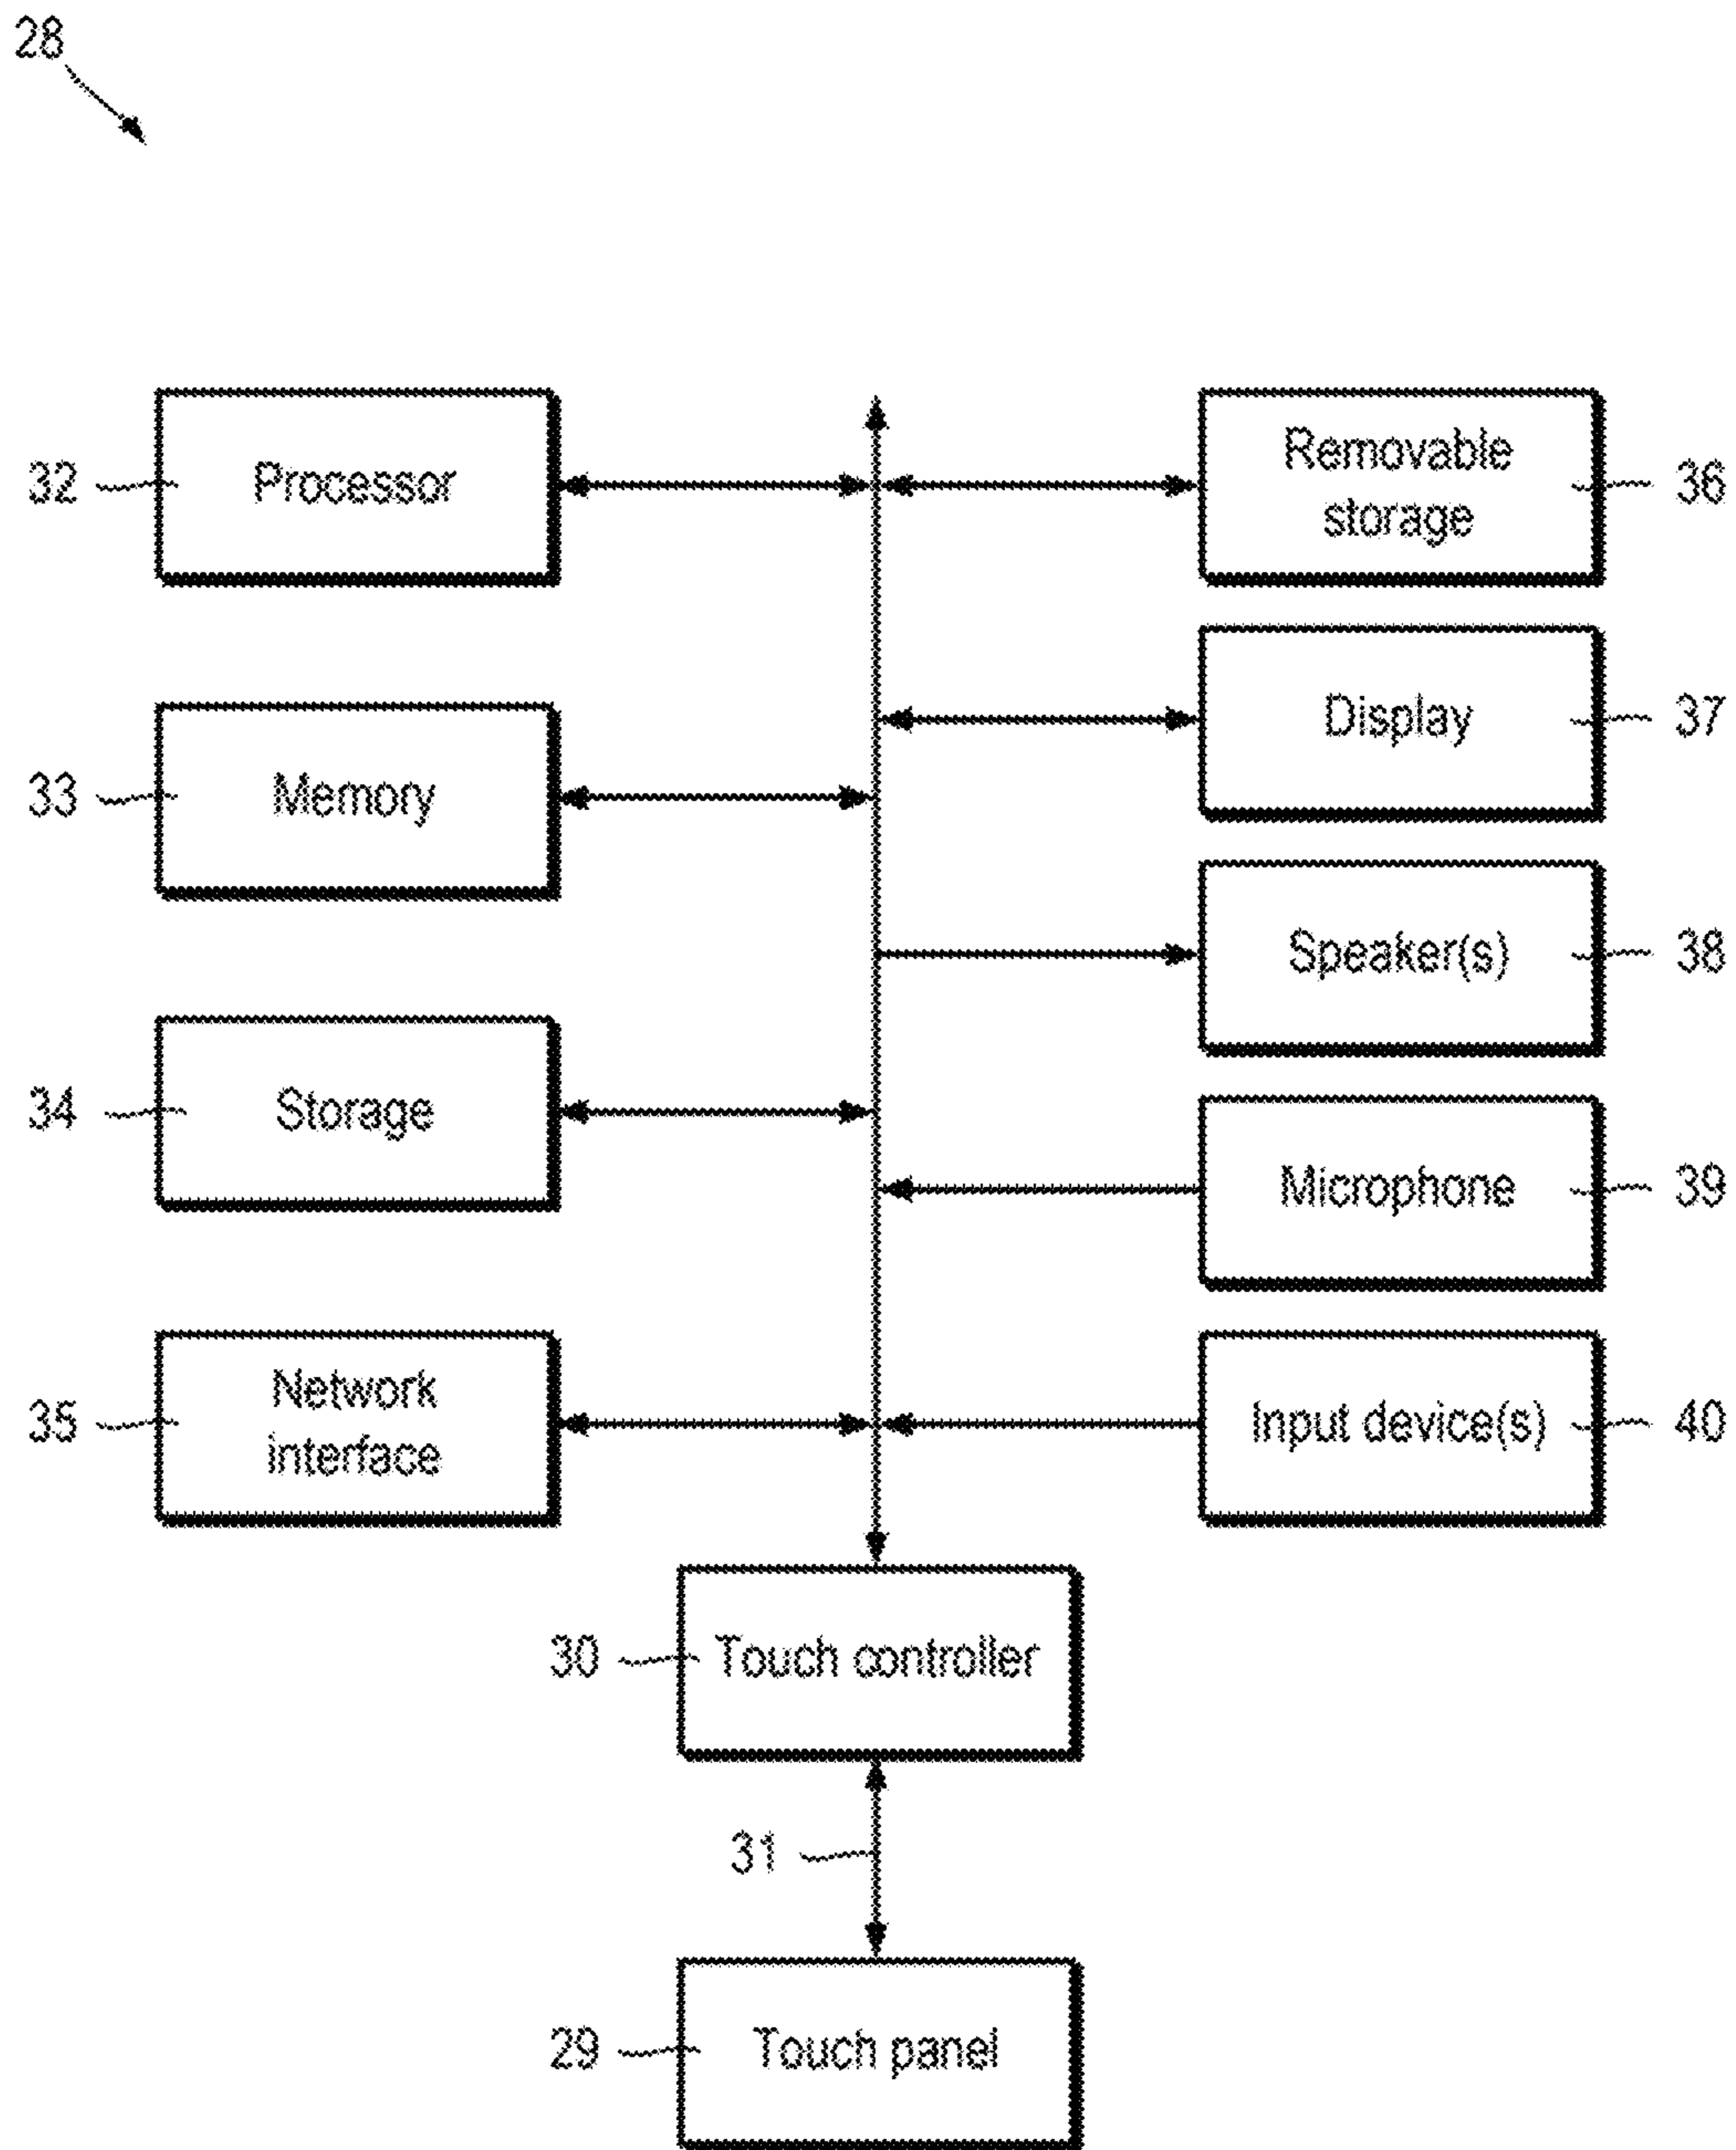 28
32
Processor
Removable
storage
36
Display
37
33
Memory
Speaker(s)
38
34
Storage
Microphone
39
35
Network
interface
Input device(s)
40
30
Touch controller
31
29
Touch panel